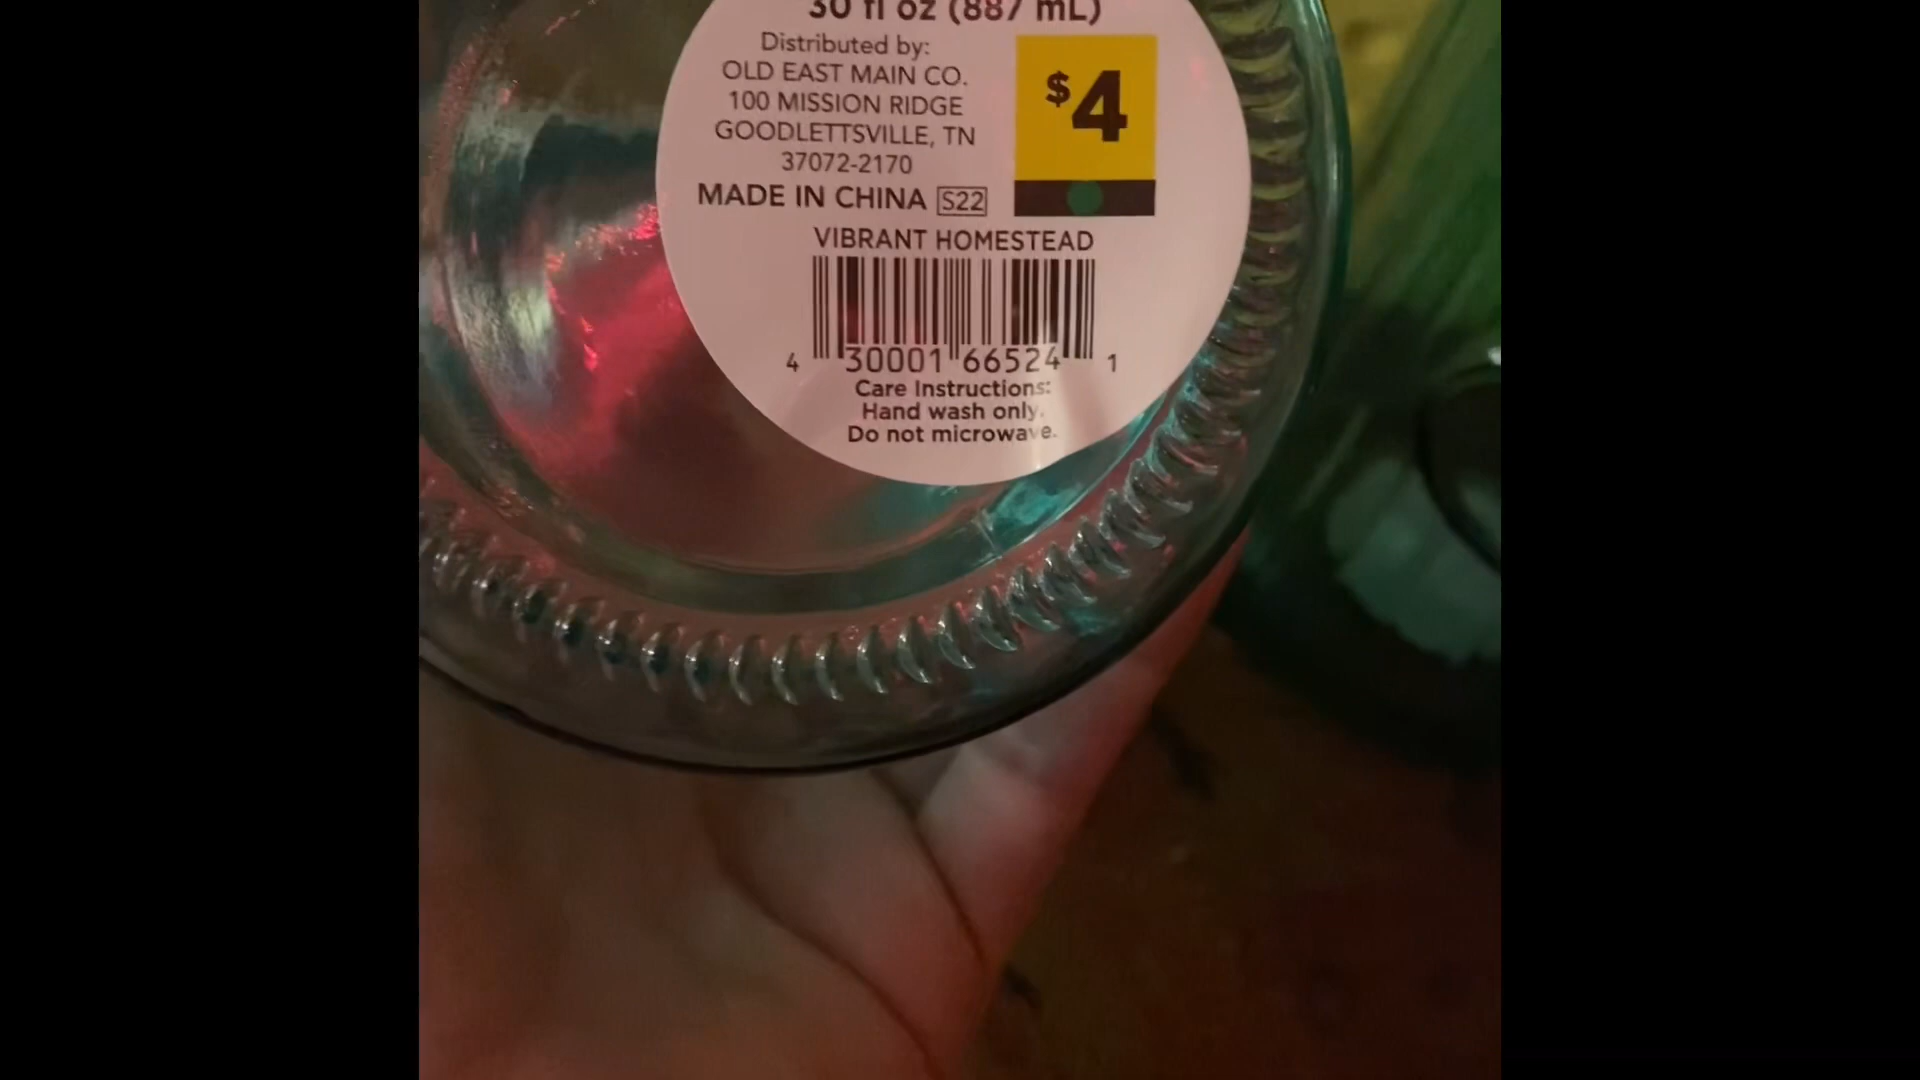 30 fl oz (887 mL)
Distributed by:
OLD EAST MAIN CO.
100 MISSION RIDGE
GOODLETTSVILLE, TN
37072-2170
MADE IN CHINA S22
$4
VIBRANT HOMESTEAD
4 30001 66524 1
Care Instructions:
Hand wash only.
Do not microwave.